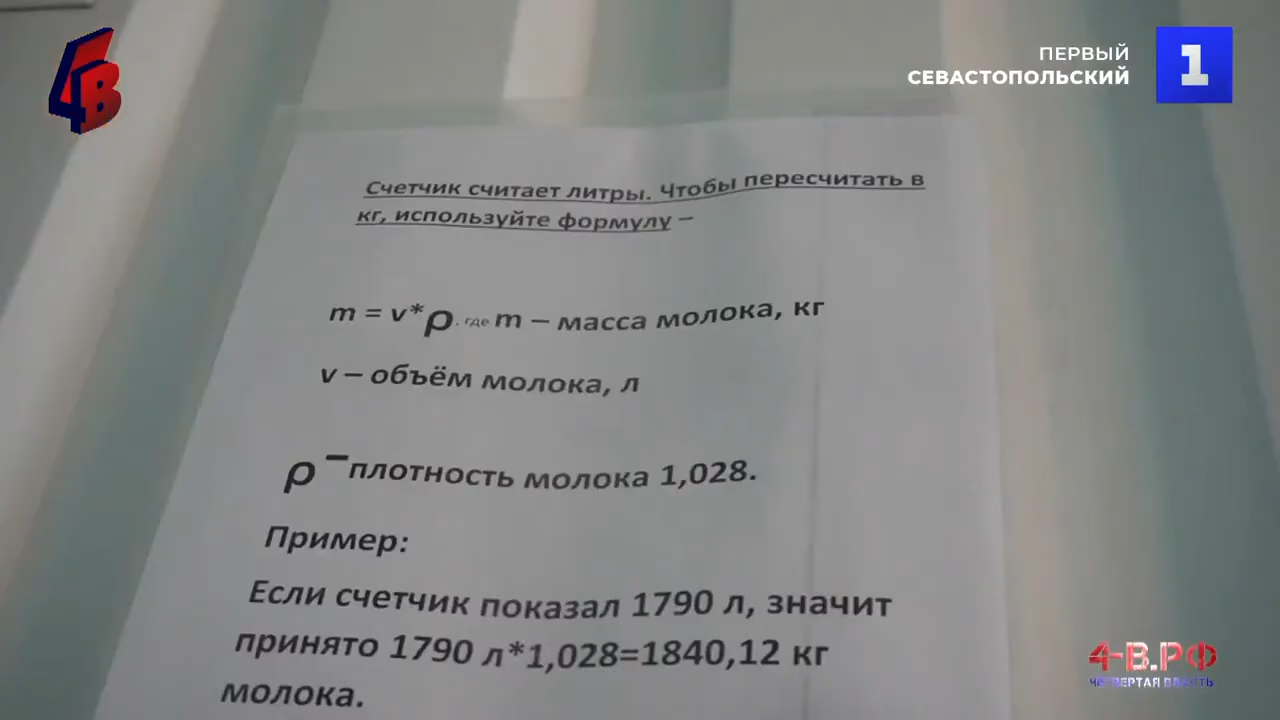 4В
ПЕРВЫЙ
СЕВАСТОПОЛЬСКИЙ
1
Счетчик считает литры. Чтобы пересчитать в
кг, используйте формулу –
m = v*ρ, где m – масса молока, кг
v – объём молока, л
ρ – плотность молока 1,028.
Пример:
Если счетчик показал 1790 л, значит
принято 1790 л*1,028=1840,12 кг
молока.
4-В.РФ
ЧЕТВЕРТАЯ ВЛАСТЬ